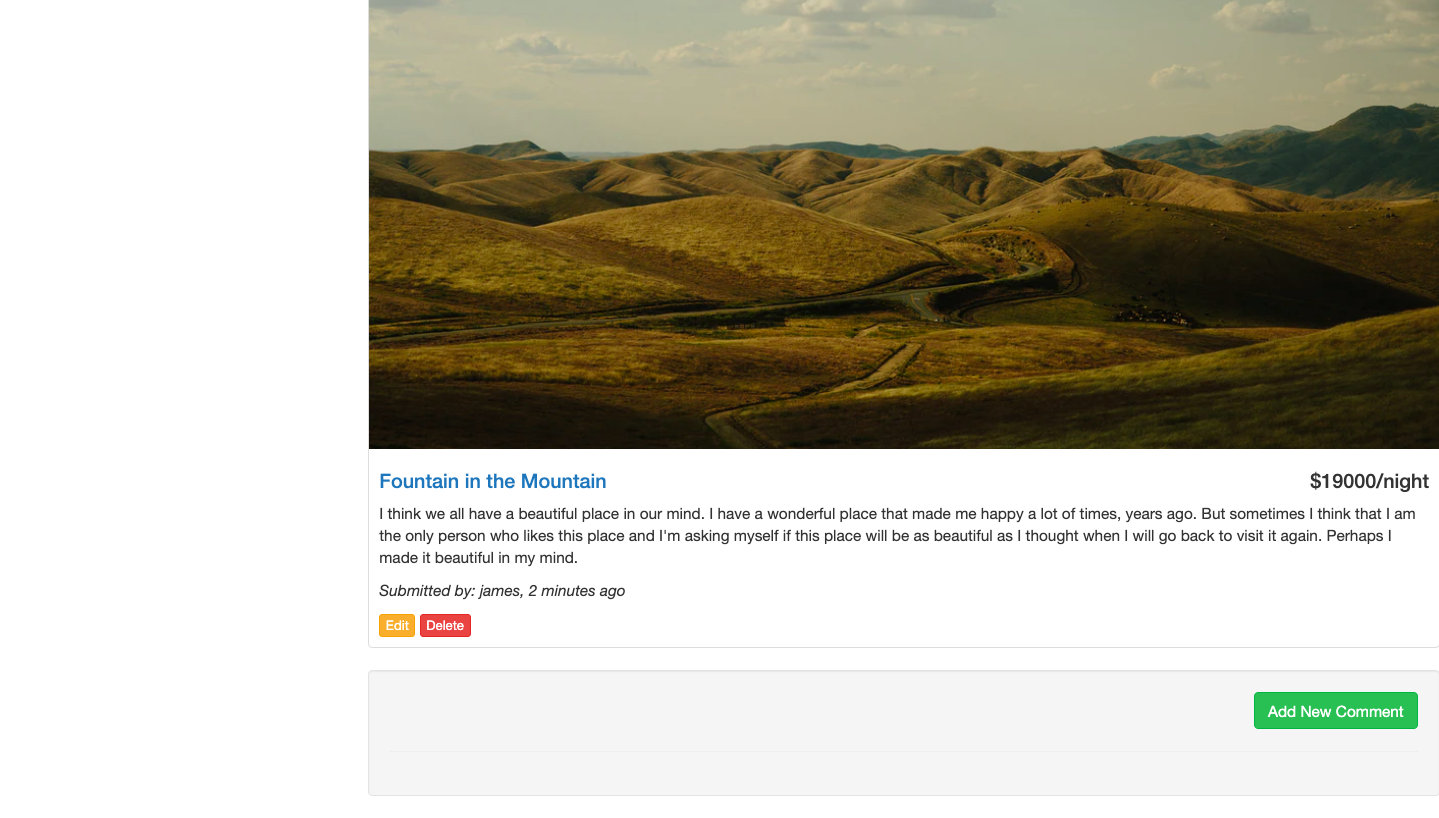 Fountain in the Mountain
$19000/night
I think we all have a beautiful place in our mind. I have a wonderful place that made me happy a lot of times, years ago. But sometimes I think that I am
the only person who likes this place and I'm asking myself if this place will be as beautiful as I thought when I will go back to visit it again. Perhaps I
made it beautiful in my mind.
Submitted by: james, 2 minutes ago
Edit Delete
Add New Comment